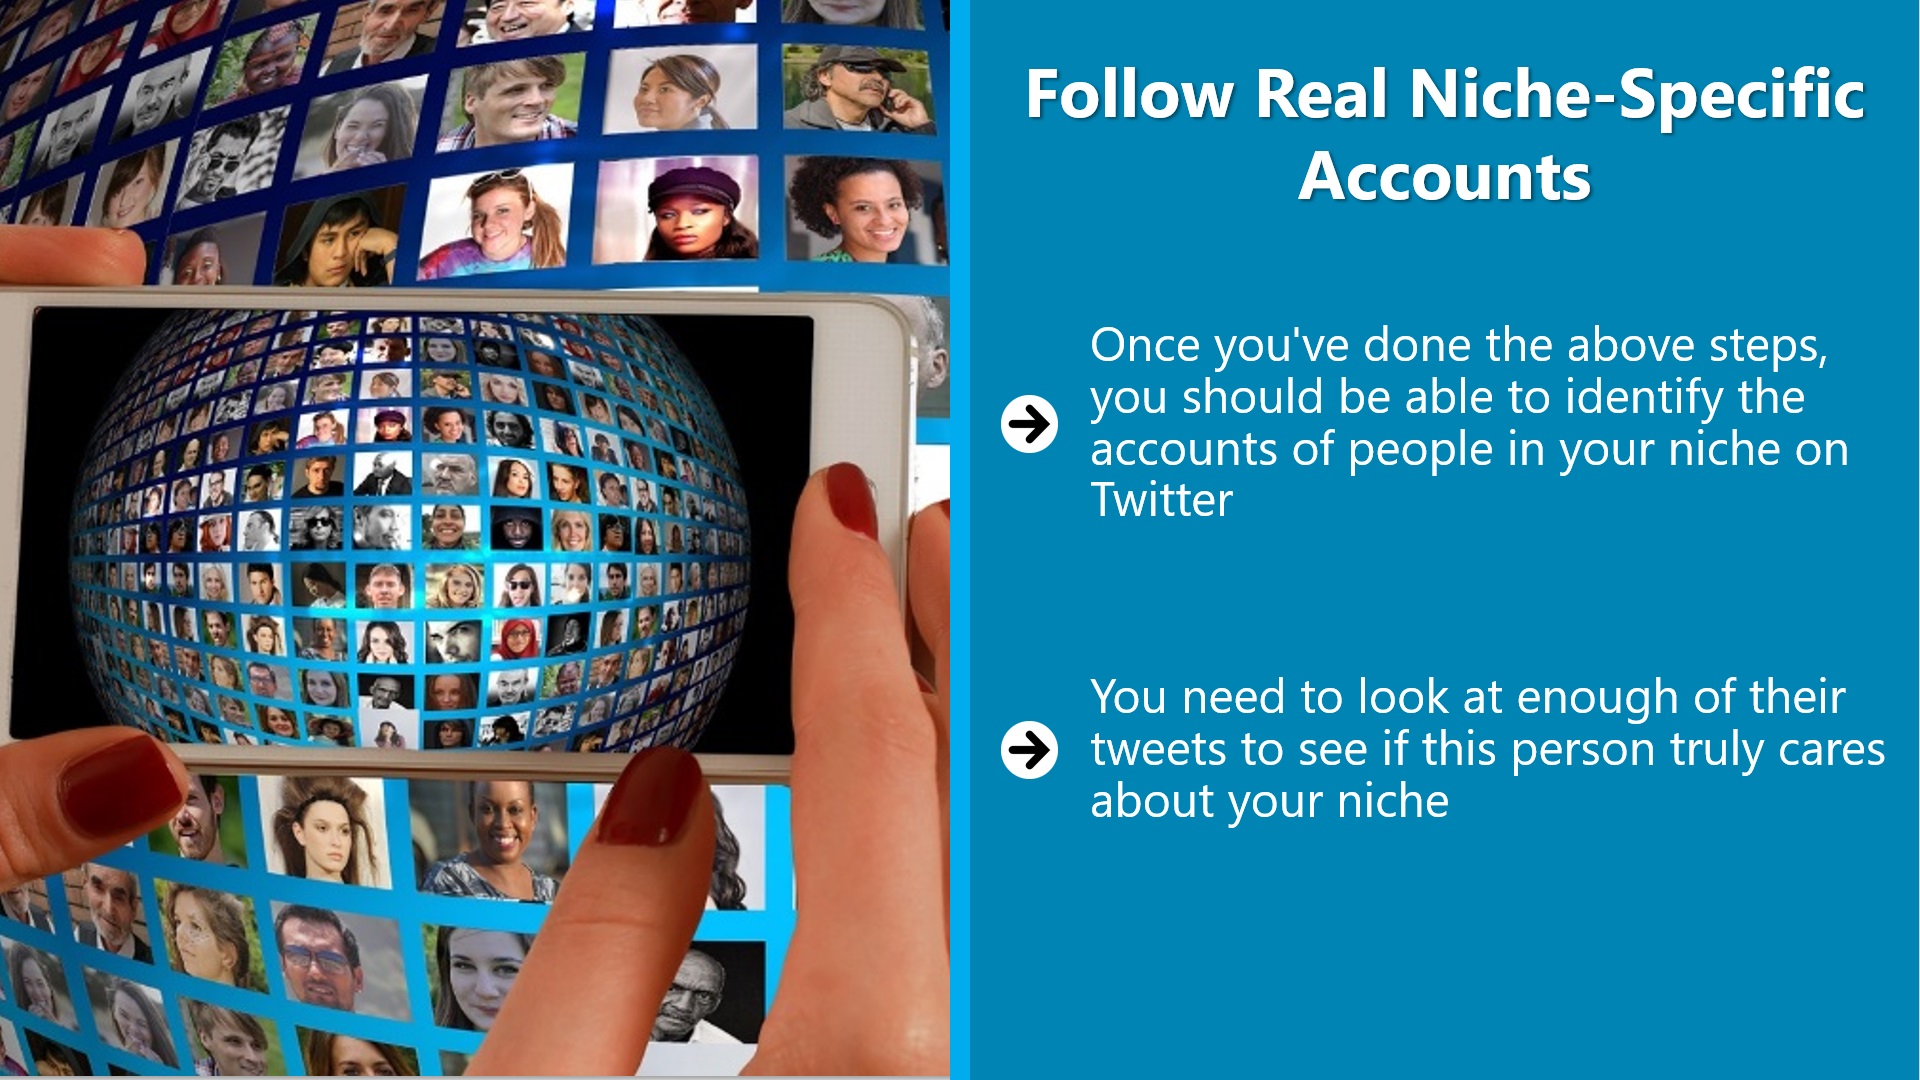 Follow Real Niche-Specific
Accounts
Once you've done the above steps,
you should be able to identify the
accounts of people in your niche on
Twitter
You need to look at enough of their
tweets to see if this person truly cares
about your niche